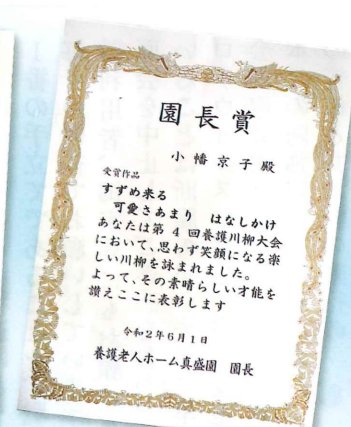 園長賞
小幡京子殿
受賞作品
すずめ来る
可愛さあまり はなしかけ
あなたは第4回養護川柳大会
において、思わず笑顔になる楽
しい川柳を詠まれました。
よって、その素晴らしい才能を
讃えここに表彰します
令和2年6月1日
養護老人ホーム真盛園 園長